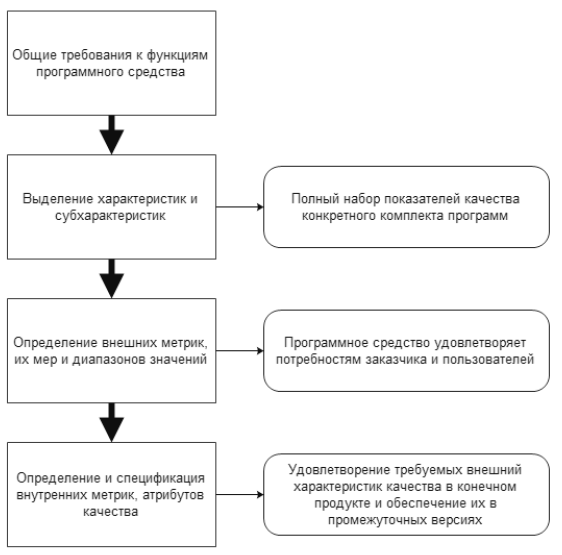 Общие требования к функциям
программного средства
Выделение характеристик и
субхарактеристик
Полный набор показателей качества
конкретного комплекта программ
Определение внешних метрик,
их мер и диапазонов значений
Программное средство удовлетворяет
потребностям заказчика и пользователей
Определение и спецификация
внутренних метрик, атрибутов
качества
Удовлетворение требуемых внешний
характеристик качества в конечном
продукте и обеспечение их в
промежуточных версиях